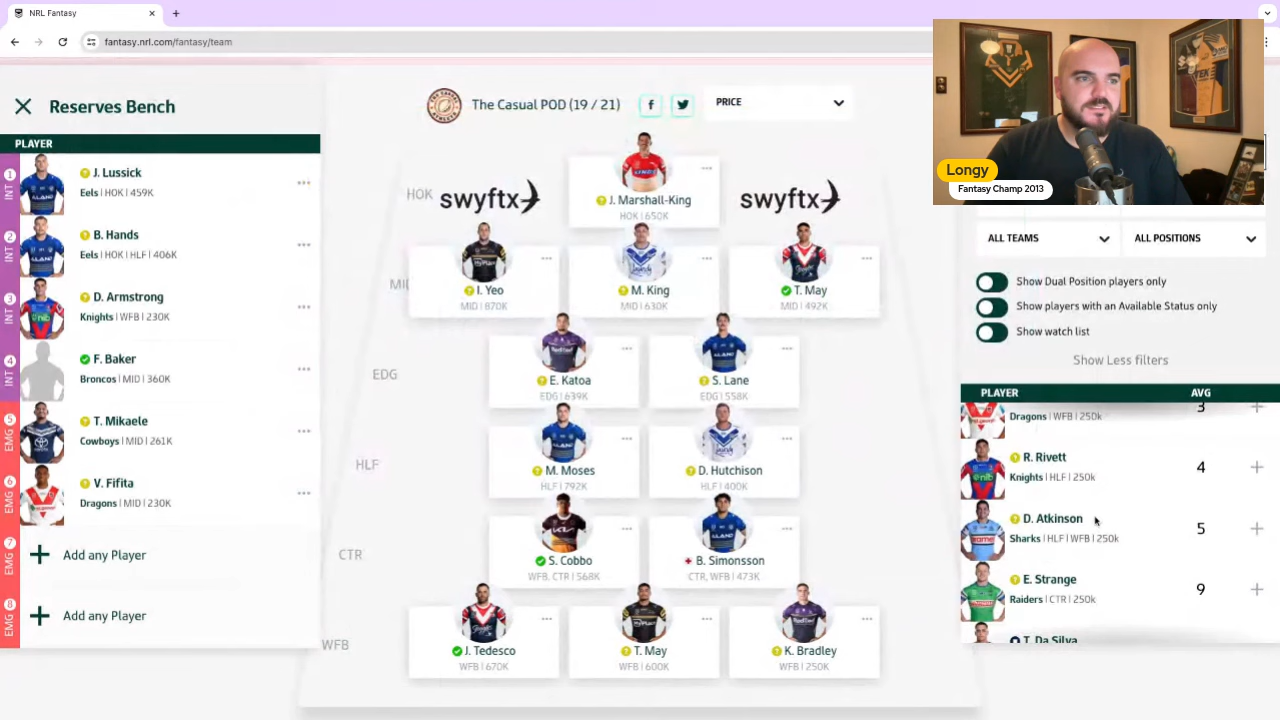 NRL Fantasy
fantasy.nrl.com/fantasy/team
Reserves Bench
PLAYER
1 INT
J. Lussick
Eels | HOK | 459K
2 INT
B. Hands
Eels | HOK | HLF | 406K
3 INT
D. Armstrong
Knights | WFB | 230K
4 INT
F. Baker
Broncos | MID | 360K
5 EMG
T. Mikaele
Cowboys | MID | 261K
6 EMG
V. Fifita
Dragons | MID | 230K
7 EMG
Add any Player
8 EMG
Add any Player
The Casual POD (19 / 21)
PRICE
HOK
swyftx
swyftx
J. Marshall-King
HOK | 650K
I. Yeo
MID | 870K
M. King
MID | 630K
T. May
MID | 492K
EDG
E. Katoa
EDG | 639K
S. Lane
EDG | 558K
HLF
M. Moses
HLF | 792K
D. Hutchison
HLF | 400K
CTR
S. Cobbo
WFB, CTR | 568K
B. Simonsson
CTR, WFB | 473K
WFB
J. Tedesco
WFB | 670K
T. May
WFB | 600K
K. Bradley
WFB | 250K
Longy
Fantasy Champ 2013
ALL TEAMS
ALL POSITIONS
Show Dual Position players only
Show players with an Available Status only
Show watch list
Show Less filters
PLAYER AVG
Dragons | WFB | 250k
3
R. Rivett
Knights | HLF | 250k
4
D. Atkinson
Sharks | HLF | WFB | 250k
5
E. Strange
Raiders | CTR | 250k
9
T. Da Silva